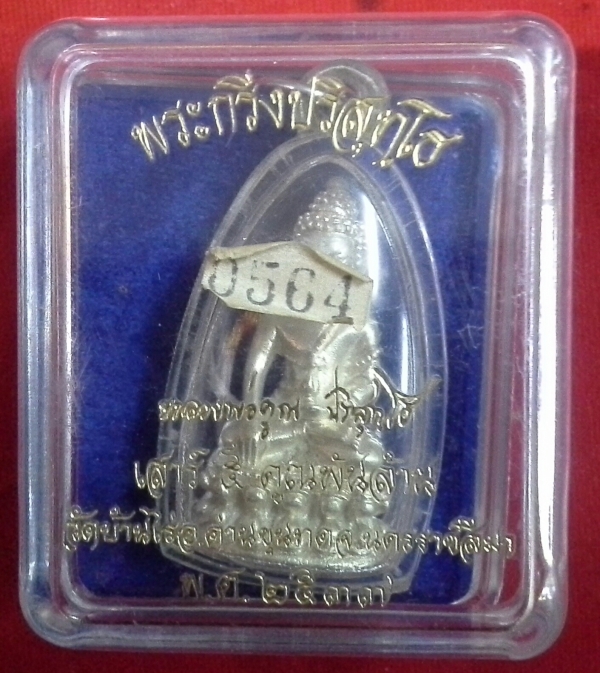 พระกริ่งปริสุทโธ
0564
หลวงพ่อคูณ ปริสุทโธ
เสาร์ ๕ คูณพันล้าน
วัดบ้านไร่ อ.ด่านขุนทด จ.นครราชสีมา
พ.ศ. ๒๕๓๗